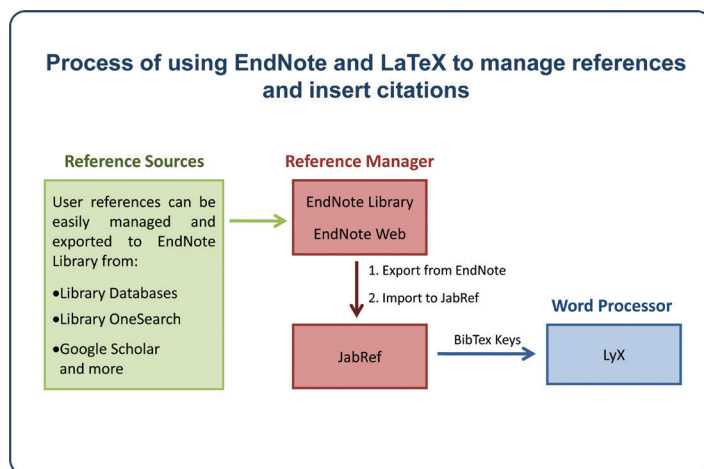 Process of using EndNote and LaTeX to manage references
and insert citations
Reference Sources
User references can be
easily managed and
exported to EndNote
Library from:
•Library Databases
•Library OneSearch
•Google Scholar
and more
Reference Manager
EndNote Library
EndNote Web
1. Export from EndNote
2. Import to JabRef
JabRef
BibTex Keys
Word Processor
LyX